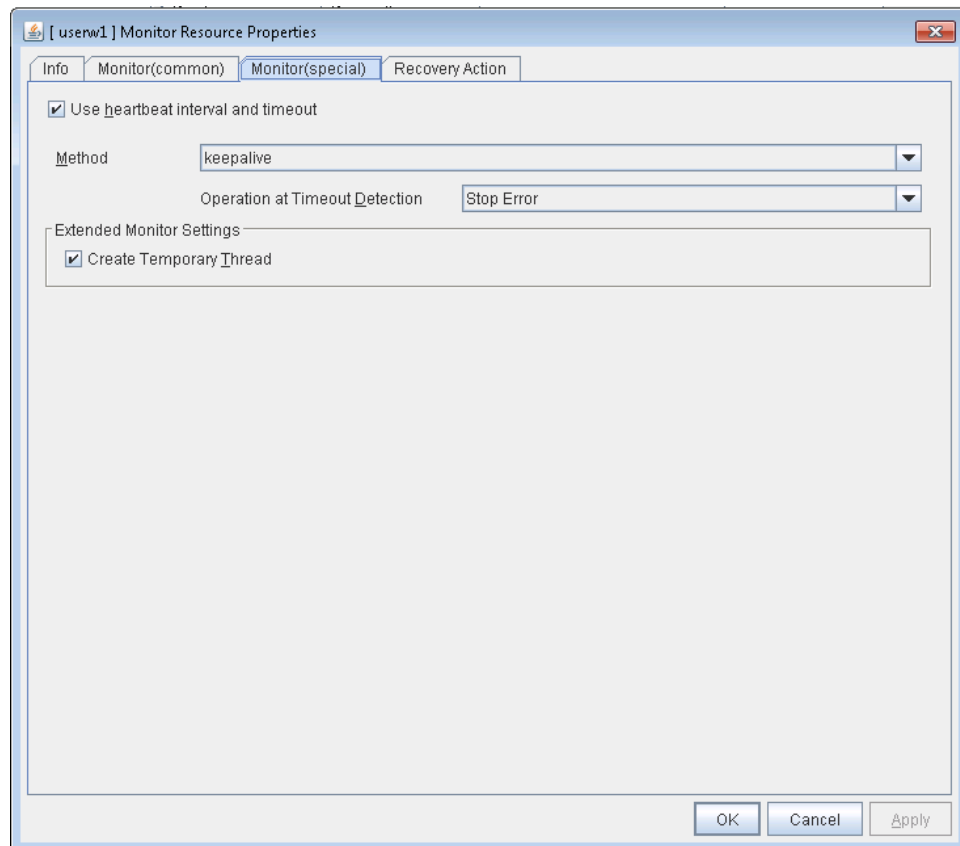 [ userw1 ] Monitor Resource Properties
Info Monitor(common) Monitor(special) Recovery Action
Use heartbeat interval and timeout
Method keepalive
Operation at Timeout Detection Stop Error
Extended Monitor Settings
Create Temporary Thread
OK Cancel Apply